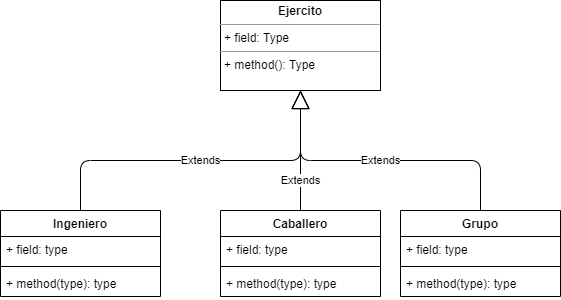 Ejercito
+ field: Type
+ method(): Type
Extends
Extends
Extends
Ingeniero
+ field: type
+ method(type): type
Caballero
+ field: type
+ method(type): type
Grupo
+ field: type
+ method(type): type